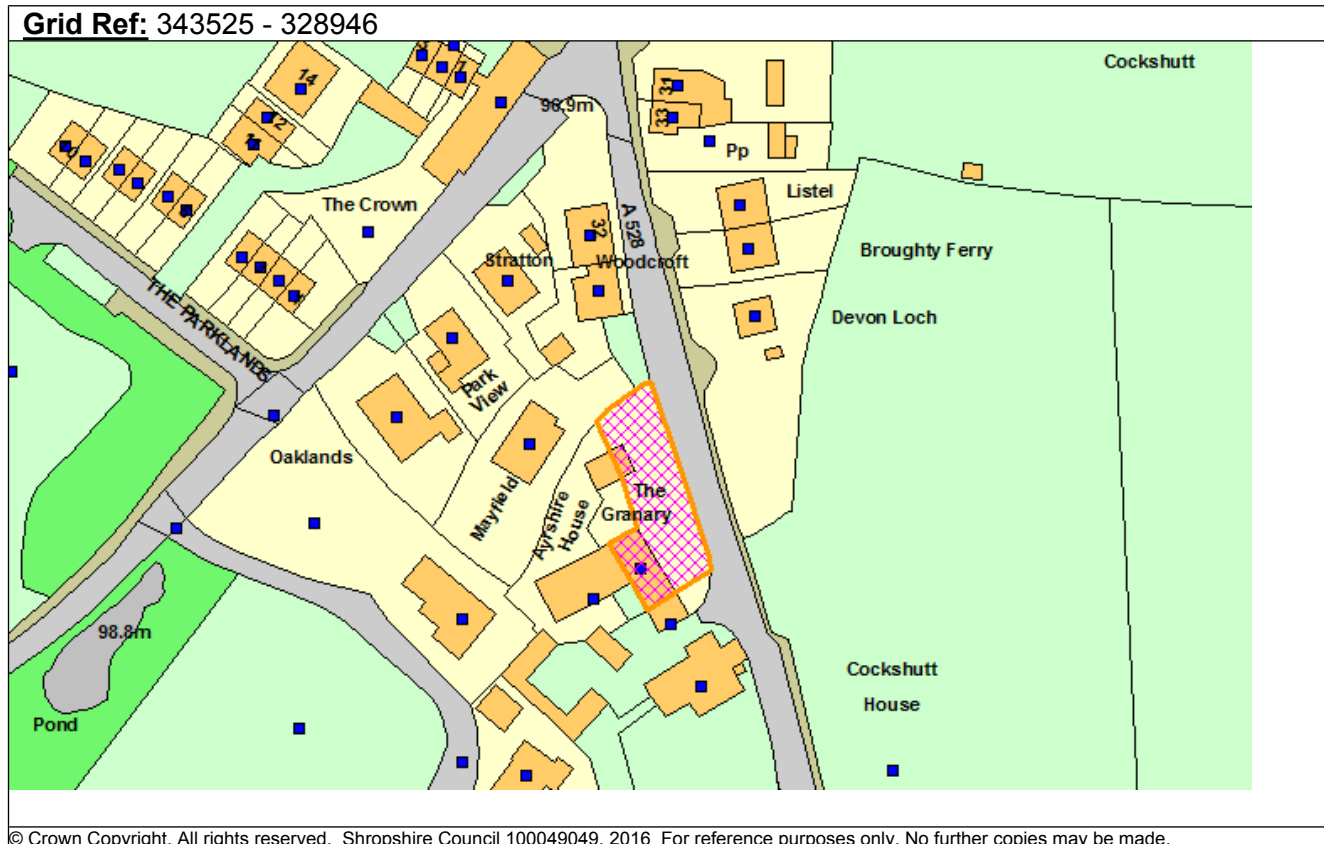 Grid Ref: 343525 - 328946
Cockshutt
14
12
31
33
98.9m
Pp
Listel
The Crown
A 528
32
Stratton
Woodcroft
Broughty Ferry
Devon Loch
THE PARKLANDS
Park
View
Oaklands
The
Granary
Mayfield
Ayrshire
House
98.8m
Pond
Cockshutt
House
© Crown Copyright. All rights reserved. Shropshire Council 100049049. 2016 For reference purposes only. No further copies may be made.